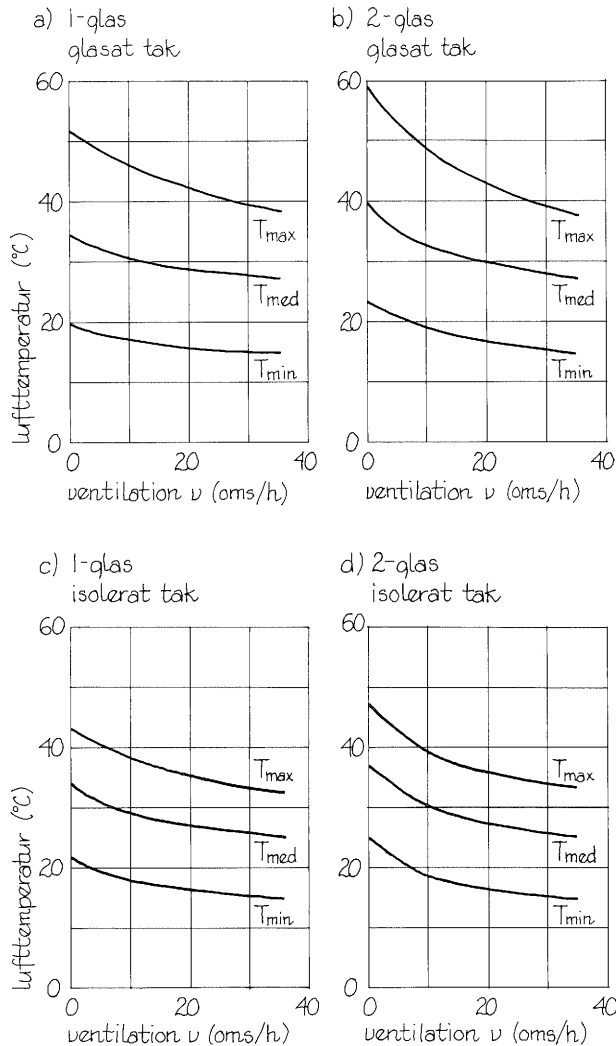 a) 1-glas
glasat tak
60
40
20
0
lufttemperatur (°C)
Tmax
Tmed
Tmin
0 20 40
ventilation ν (oms/h)
b) 2-glas
glasat tak
60
40
20
0
Tmax
Tmed
Tmin
0 20 40
ventilation ν (oms/h)
c) 1-glas
isolerat tak
60
40
20
0
lufttemperatur (°C)
Tmax
Tmed
Tmin
0 20 40
ventilation ν (oms/h)
d) 2-glas
isolerat tak
60
40
20
0
Tmax
Tmed
Tmin
0 20 40
ventilation ν (oms/h)